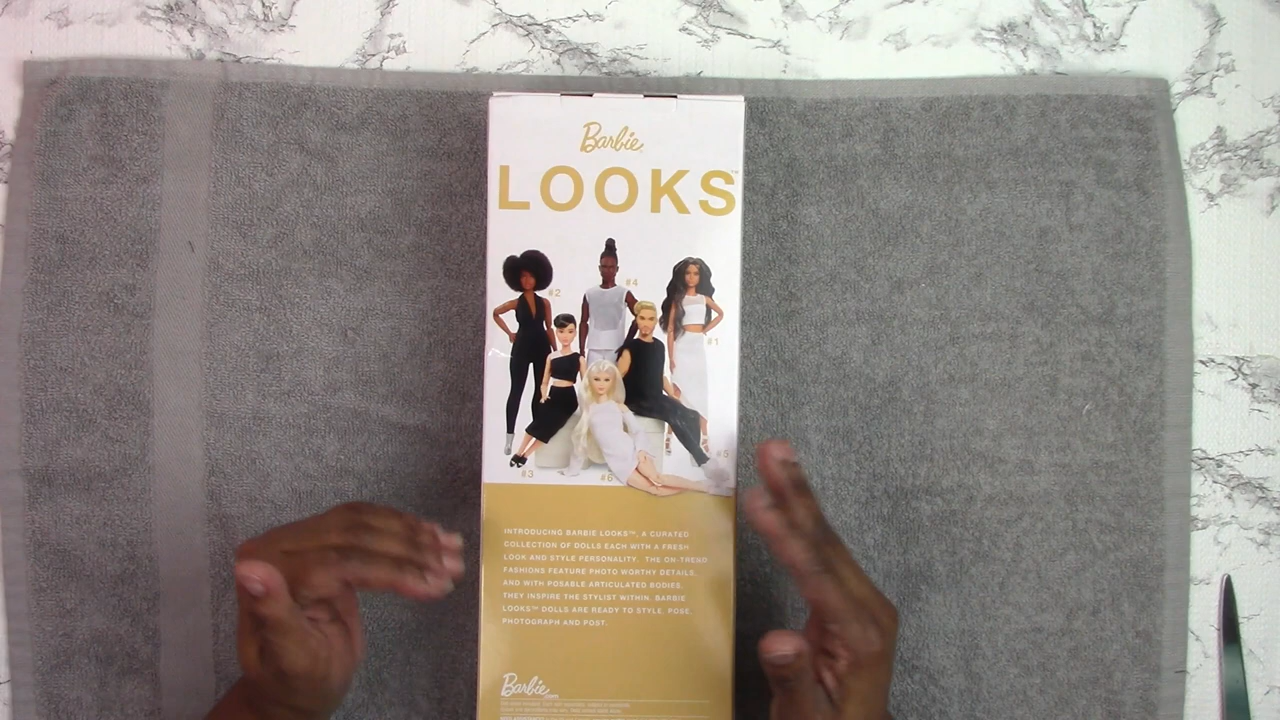 Barbie
LOOKS™
#2
#4
#1
#5
#3
#6
INTRODUCING BARBIE LOOKS™, A CURATED
COLLECTION OF DOLLS EACH WITH A FRESH
LOOK AND STYLE PERSONALITY. THE ON-TREND
FASHIONS FEATURE PHOTO WORTHY DETAILS,
AND WITH POSABLE ARTICULATED BODIES,
THEY INSPIRE THE STYLIST WITHIN. BARBIE
LOOKS™ DOLLS ARE READY TO STYLE, POSE,
PHOTOGRAPH AND POST.
Barbie.com